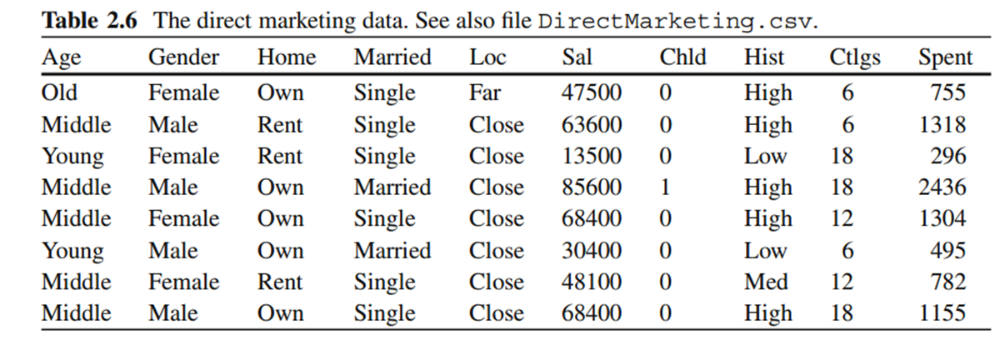 Table 2.6 The direct marketing data. See also file DirectMarketing.csv.
Age Gender Home Married Loc Sal Chld Hist Ctlgs Spent
Old Female Own Single Far 47500 0 High 6 755
Middle Male Rent Single Close 63600 0 High 6 1318
Young Female Rent Single Close 13500 0 Low 18 296
Middle Male Own Married Close 85600 1 High 18 2436
Middle Female Own Single Close 68400 0 High 12 1304
Young Male Own Married Close 30400 0 Low 6 495
Middle Female Rent Single Close 48100 0 Med 12 782
Middle Male Own Single Close 68400 0 High 18 1155